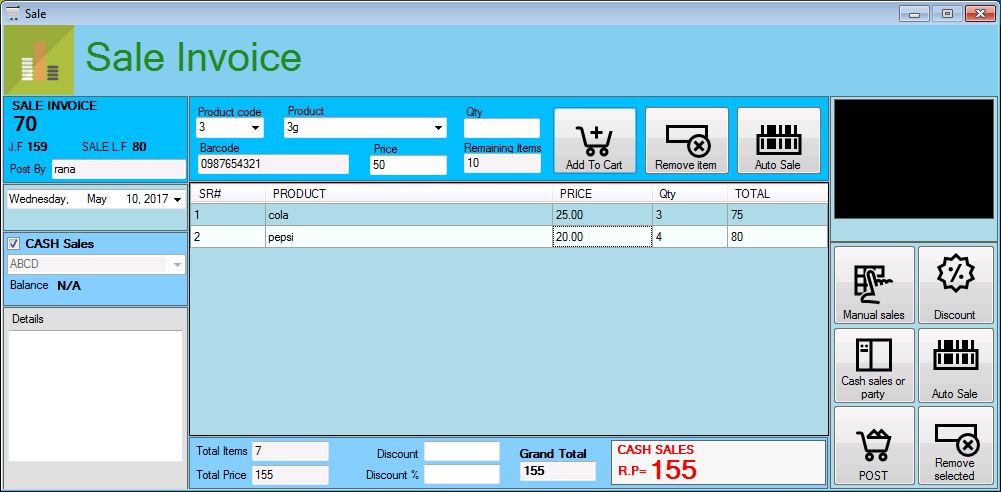 Sale
Sale Invoice
SALE INVOICE
70
J.F 159 SALE L.F 80
Post By rana
Wednesday, May 10, 2017
CASH Sales
ABCD
Balance N/A
Details
Product code Product Qty
3 3g
Barcode Price Remaining Items
0987654321 50 10
Add To Cart Remove item Auto Sale
SR# PRODUCT PRICE Qty TOTAL
1 cola 25.00 3 75
2 pepsi 20.00 4 80
Total Items 7 Discount
Total Price 155 Discount %
Grand Total
155
CASH SALES
R.P= 155
Manual sales Discount
Cash sales or party Auto Sale
POST Remove selected